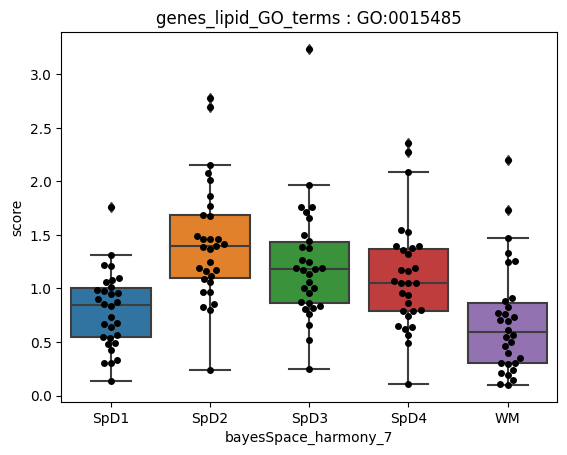 genes_lipid_GO_terms : GO:0015485
score
3.0
2.5
2.0
1.5
1.0
0.5
0.0
SpD1 SpD2 SpD3 SpD4 WM
bayesSpace_harmony_7